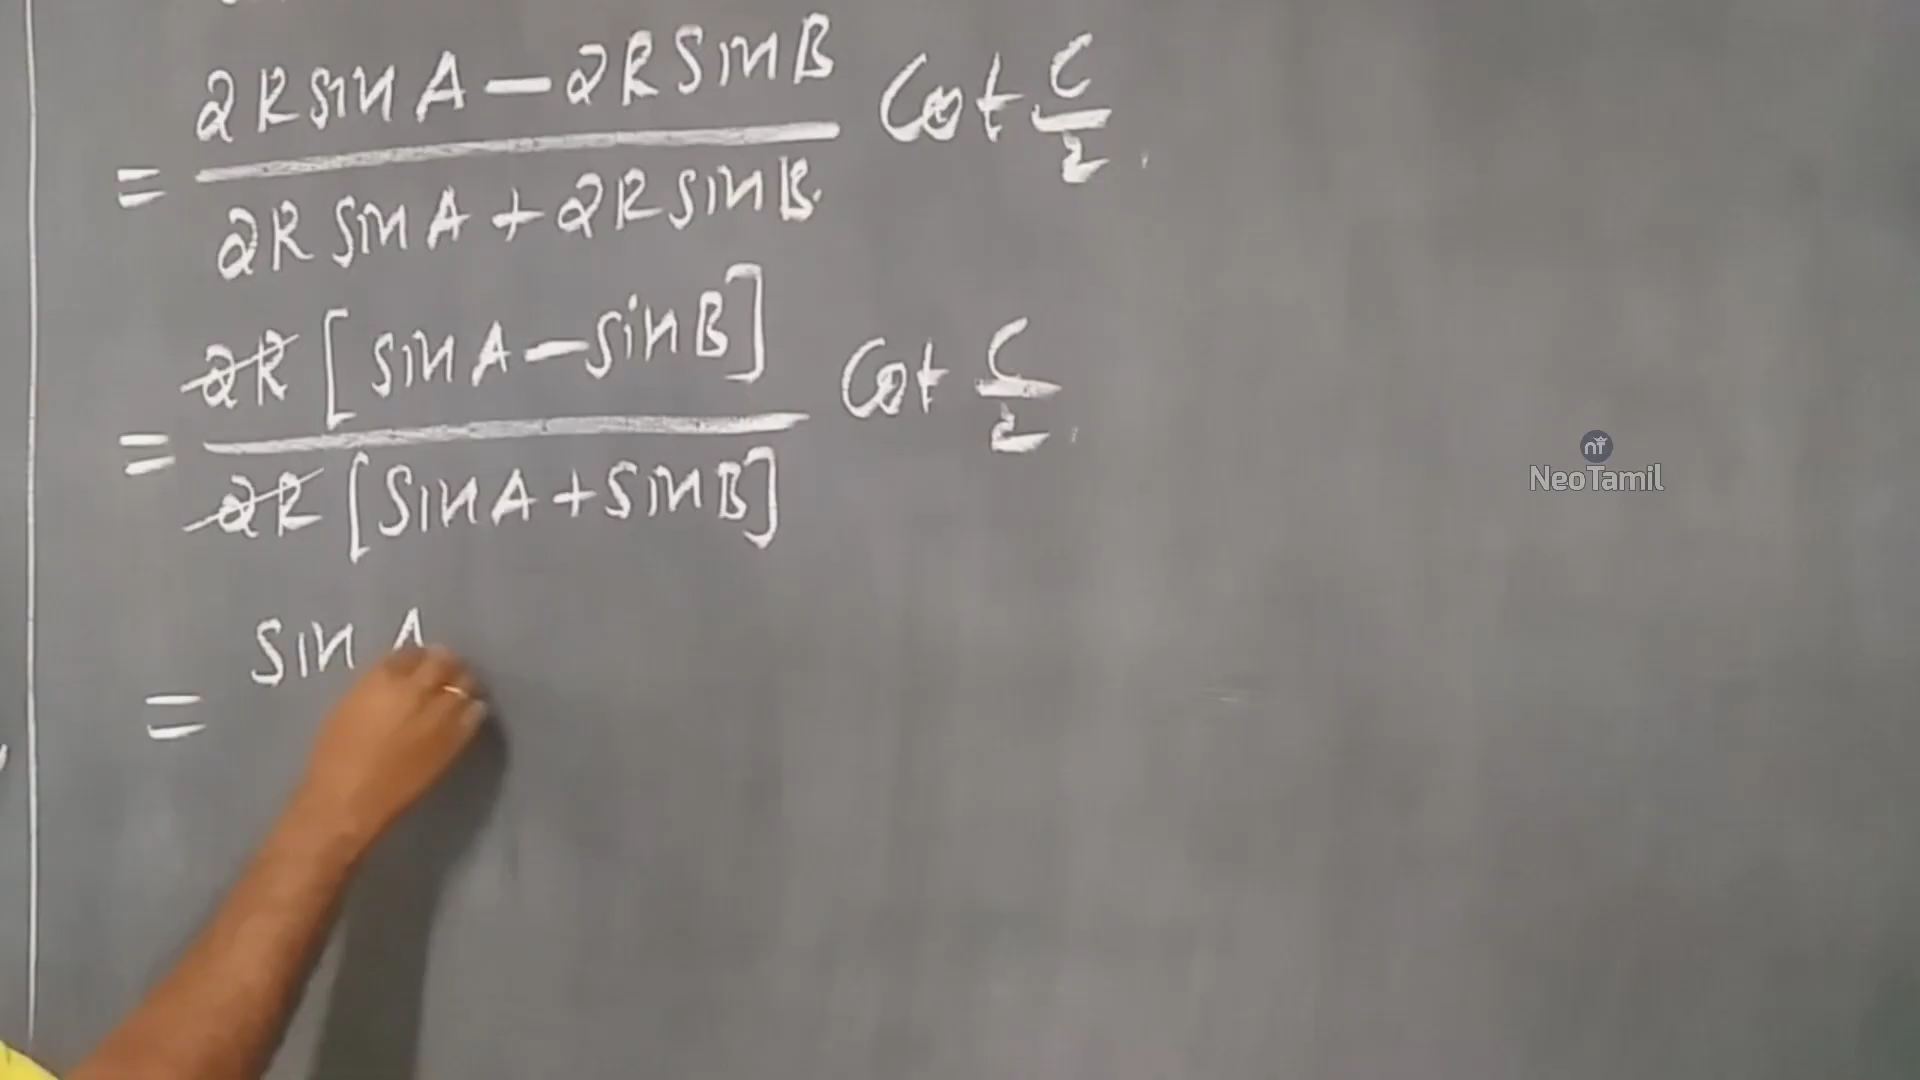 2R sin A - 2R sin B
= ――― Cot C/2
2R sin A + 2R sin B.
2R [sin A - sin B]
= ――― Cot C/2
2R [sin A + sin B]
= sin A
NeoTamil